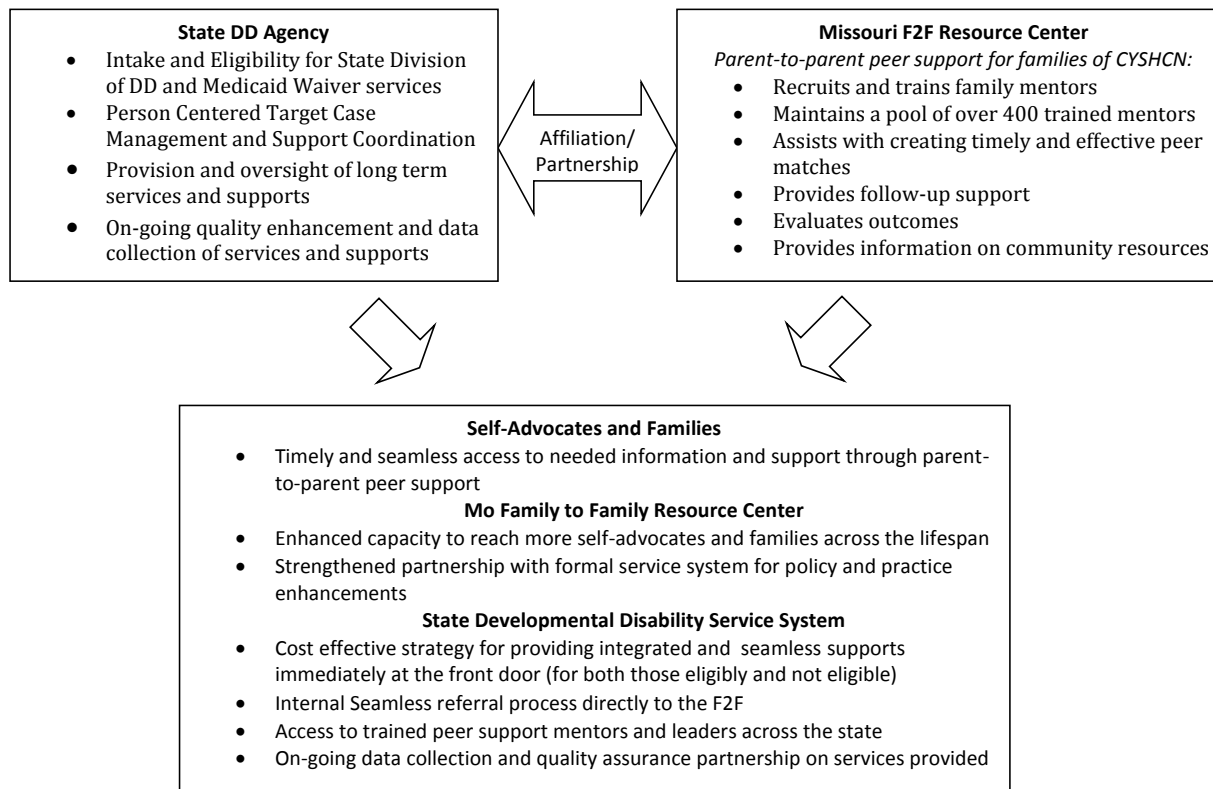 State DD Agency
• Intake and Eligibility for State Division
of DD and Medicaid Waiver services
• Person Centered Target Case
Management and Support Coordination
• Provision and oversight of long term
services and supports
• On-going quality enhancement and data
collection of services and supports
Affiliation/
Partnership
Missouri F2F Resource Center
Parent-to-parent peer support for families of CYSHCN:
• Recruits and trains family mentors
• Maintains a pool of over 400 trained mentors
• Assists with creating timely and effective peer
matches
• Provides follow-up support
• Evaluates outcomes
• Provides information on community resources
Self-Advocates and Families
• Timely and seamless access to needed information and support through parent-
to-parent peer support
Mo Family to Family Resource Center
• Enhanced capacity to reach more self-advocates and families across the lifespan
• Strengthened partnership with formal service system for policy and practice
enhancements
State Developmental Disability Service System
• Cost effective strategy for providing integrated and  seamless supports
immediately at the front door (for both those eligibly and not eligible)
• Internal Seamless referral process directly to the F2F
• Access to trained peer support mentors and leaders across the state
• On-going data collection and quality assurance partnership on services provided